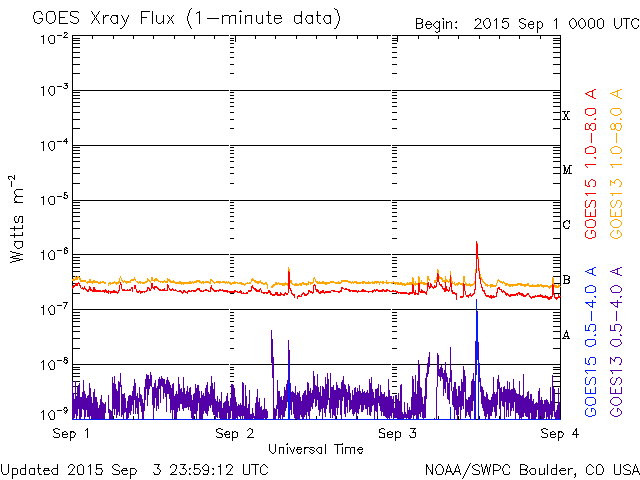 GOES Xray Flux (1-minute data)
Begin: 2015 Sep 1 0000 UTC
10-2
10-3
10-4
10-5
10-6
10-7
10-8
10-9
Watts m-2
X
M
C
B
A
GOES15 1.0-8.0 A
GOES13 1.0-8.0 A
GOES15 0.5-4.0 A
GOES13 0.5-4.0 A
Sep 1
Sep 2
Sep 3
Sep 4
Universal Time
Updated 2015 Sep 3 23:59:12 UTC
NOAA/SWPC Boulder, CO USA